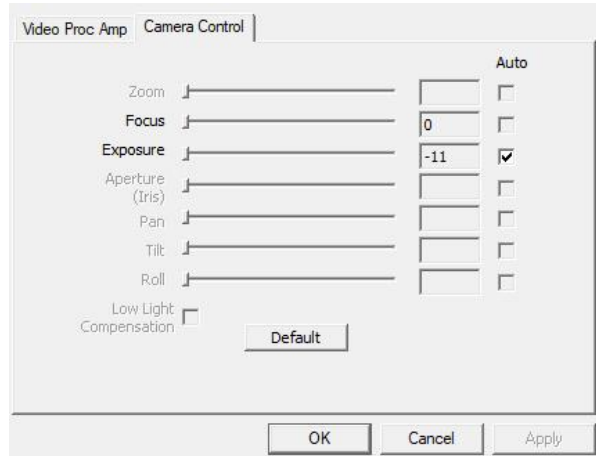 Video Proc Amp
Camera Control
Auto
Zoom
Focus
0
Exposure
-11
Aperture
(Iris)
Pan
Tilt
Roll
Low Light
Compensation
Default
OK
Cancel
Apply